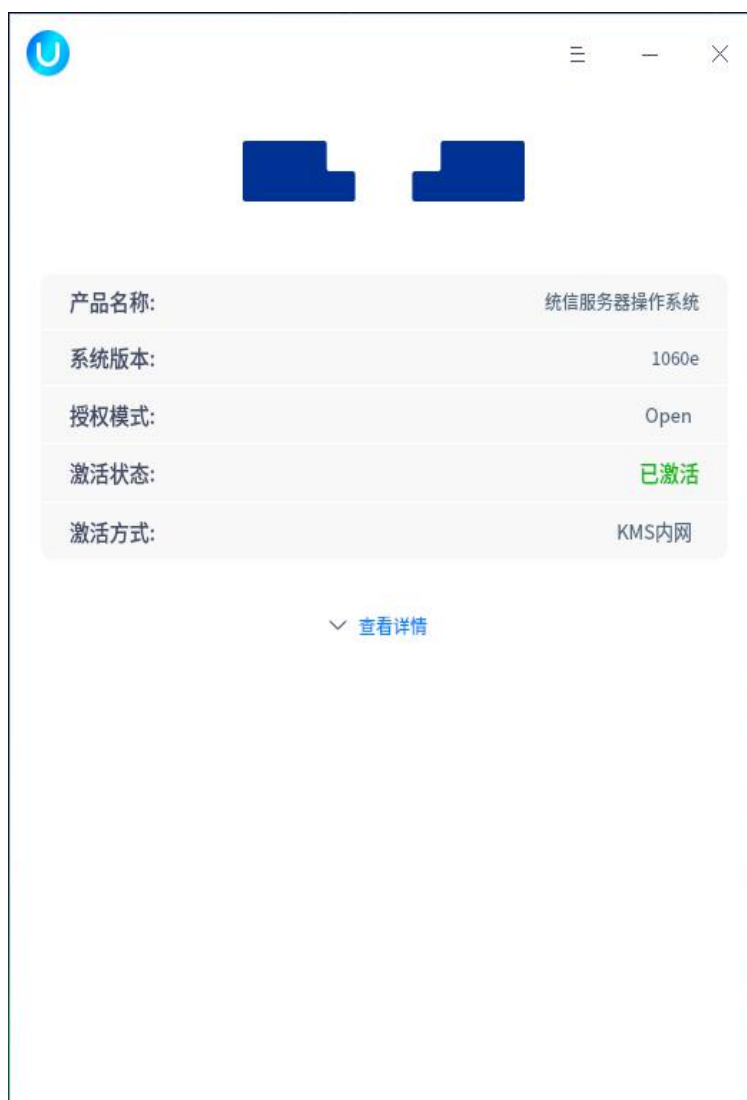 产品名称: 统信服务器操作系统
系统版本: 1060e
授权模式: Open
激活状态: 已激活
激活方式: KMS内网
查看详情